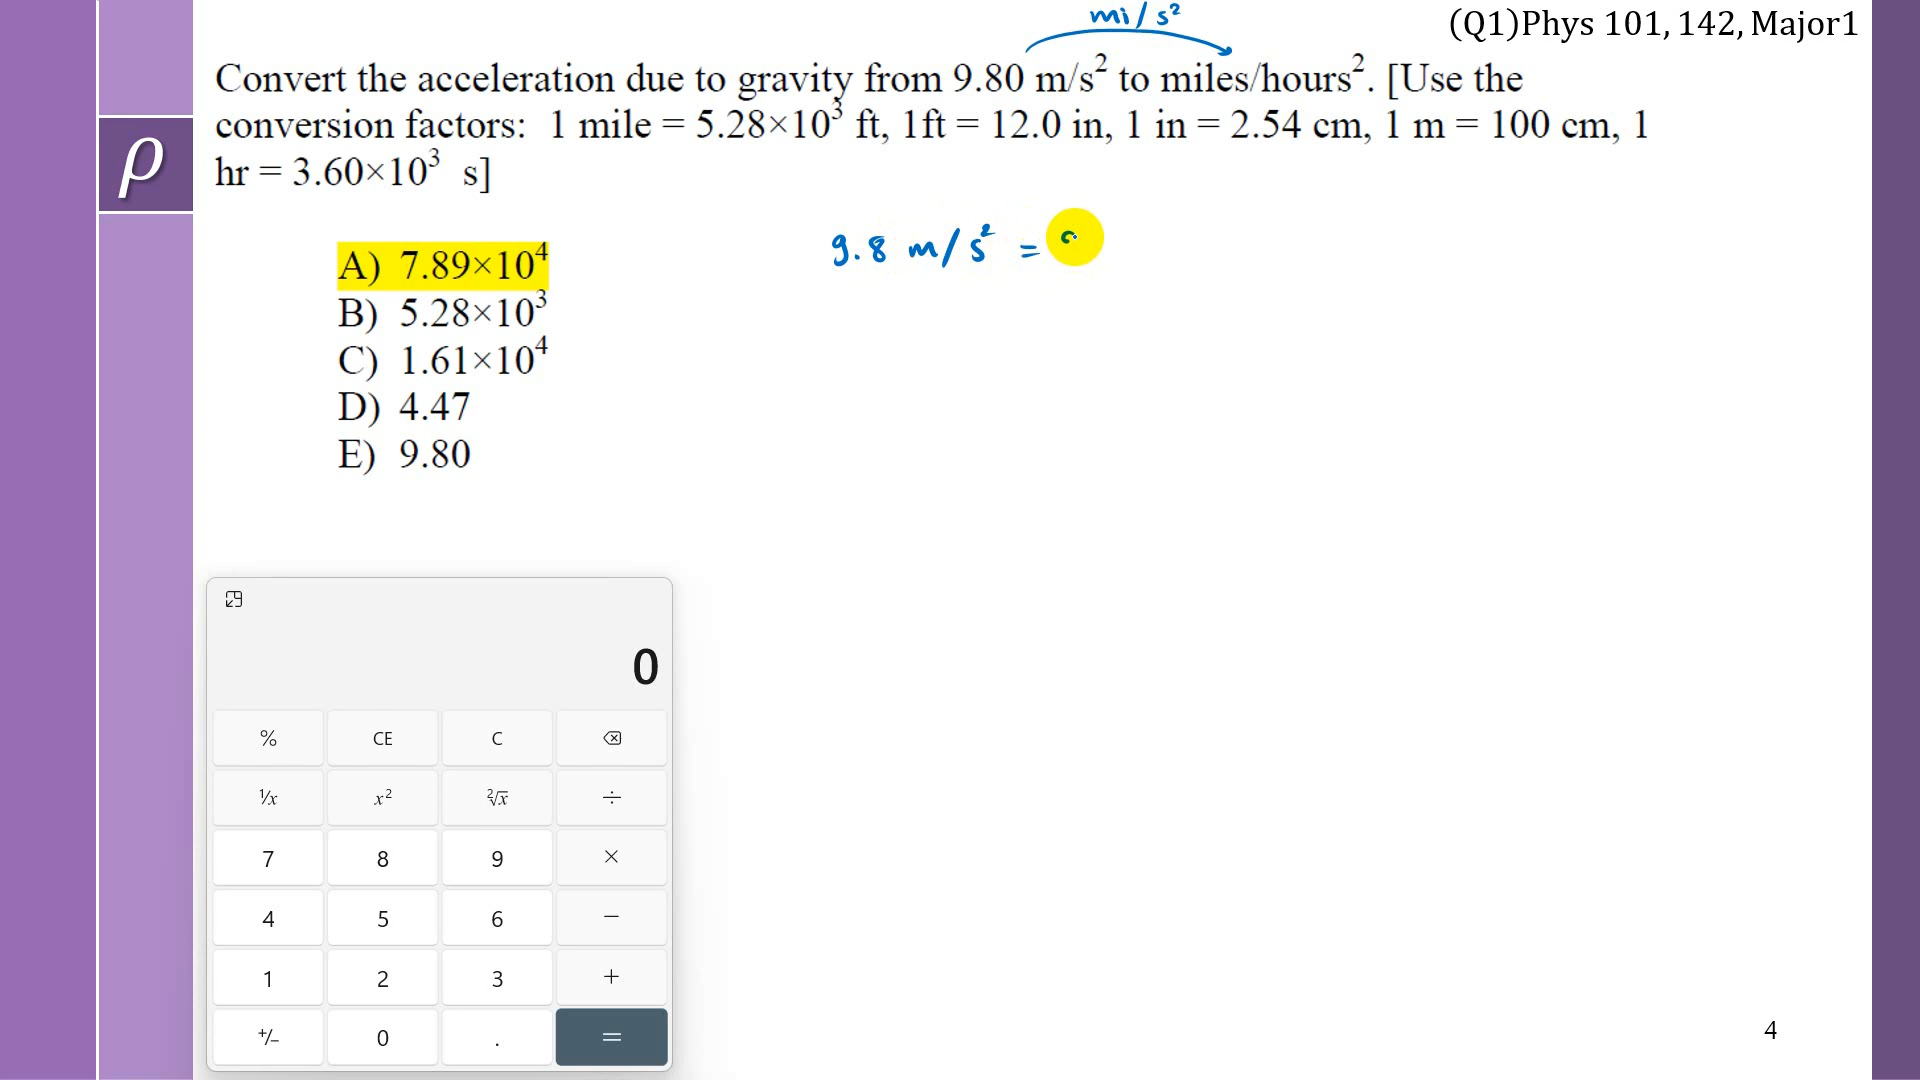 mi/s²
(Q1)Phys 101, 142, Major1
Convert the acceleration due to gravity from 9.80 m/s² to miles/hours². [Use the
conversion factors: 1 mile = 5.28×10³ ft, 1ft = 12.0 in, 1 in = 2.54 cm, 1 m = 100 cm, 1
hr = 3.60×10³ s]
ρ
9.8 m/s² =
A) 7.89×10⁴
B) 5.28×10³
C) 1.61×10⁴
D) 4.47
E) 9.80
0
% CE C ⌫
¹/x x² ²√x ÷
7 8 9 ×
4 5 6 −
1 2 3 +
+/− 0 . =
4